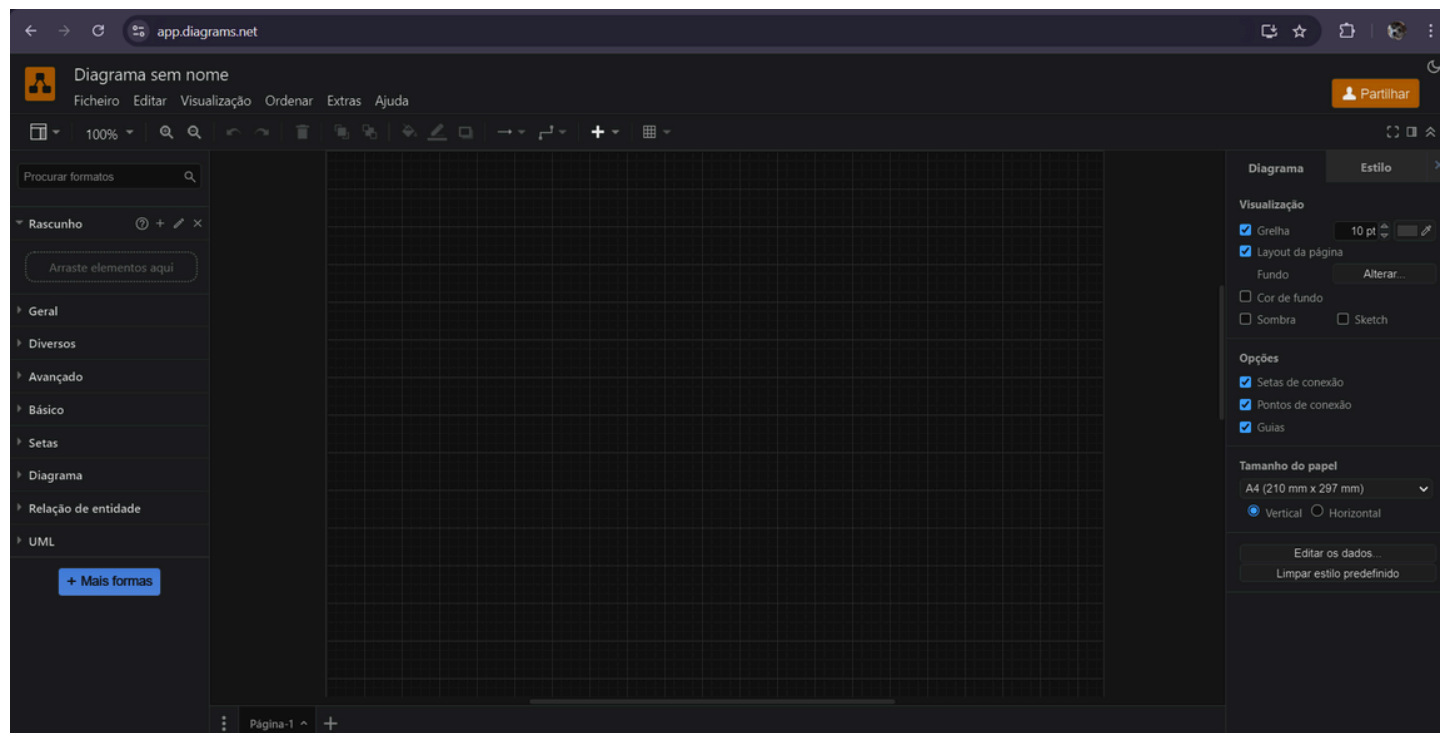 app.diagrams.net
Diagrama sem nome
Ficheiro Editar Visualização Ordenar Extras Ajuda
Partilhar
100%
Procurar formatos
Rascunho
Arraste elementos aqui
Geral
Diversos
Avançado
Básico
Setas
Diagrama
Relação de entidade
UML
+ Mais formas
Página-1
Diagrama Estilo
Visualização
Grelha 10 pt
Layout da página
Fundo Alterar...
Cor de fundo
Sombra Sketch
Opções
Setas de conexão
Pontos de conexão
Guias
Tamanho do papel
A4 (210 mm x 297 mm)
Vertical Horizontal
Editar os dados...
Limpar estilo predefinido